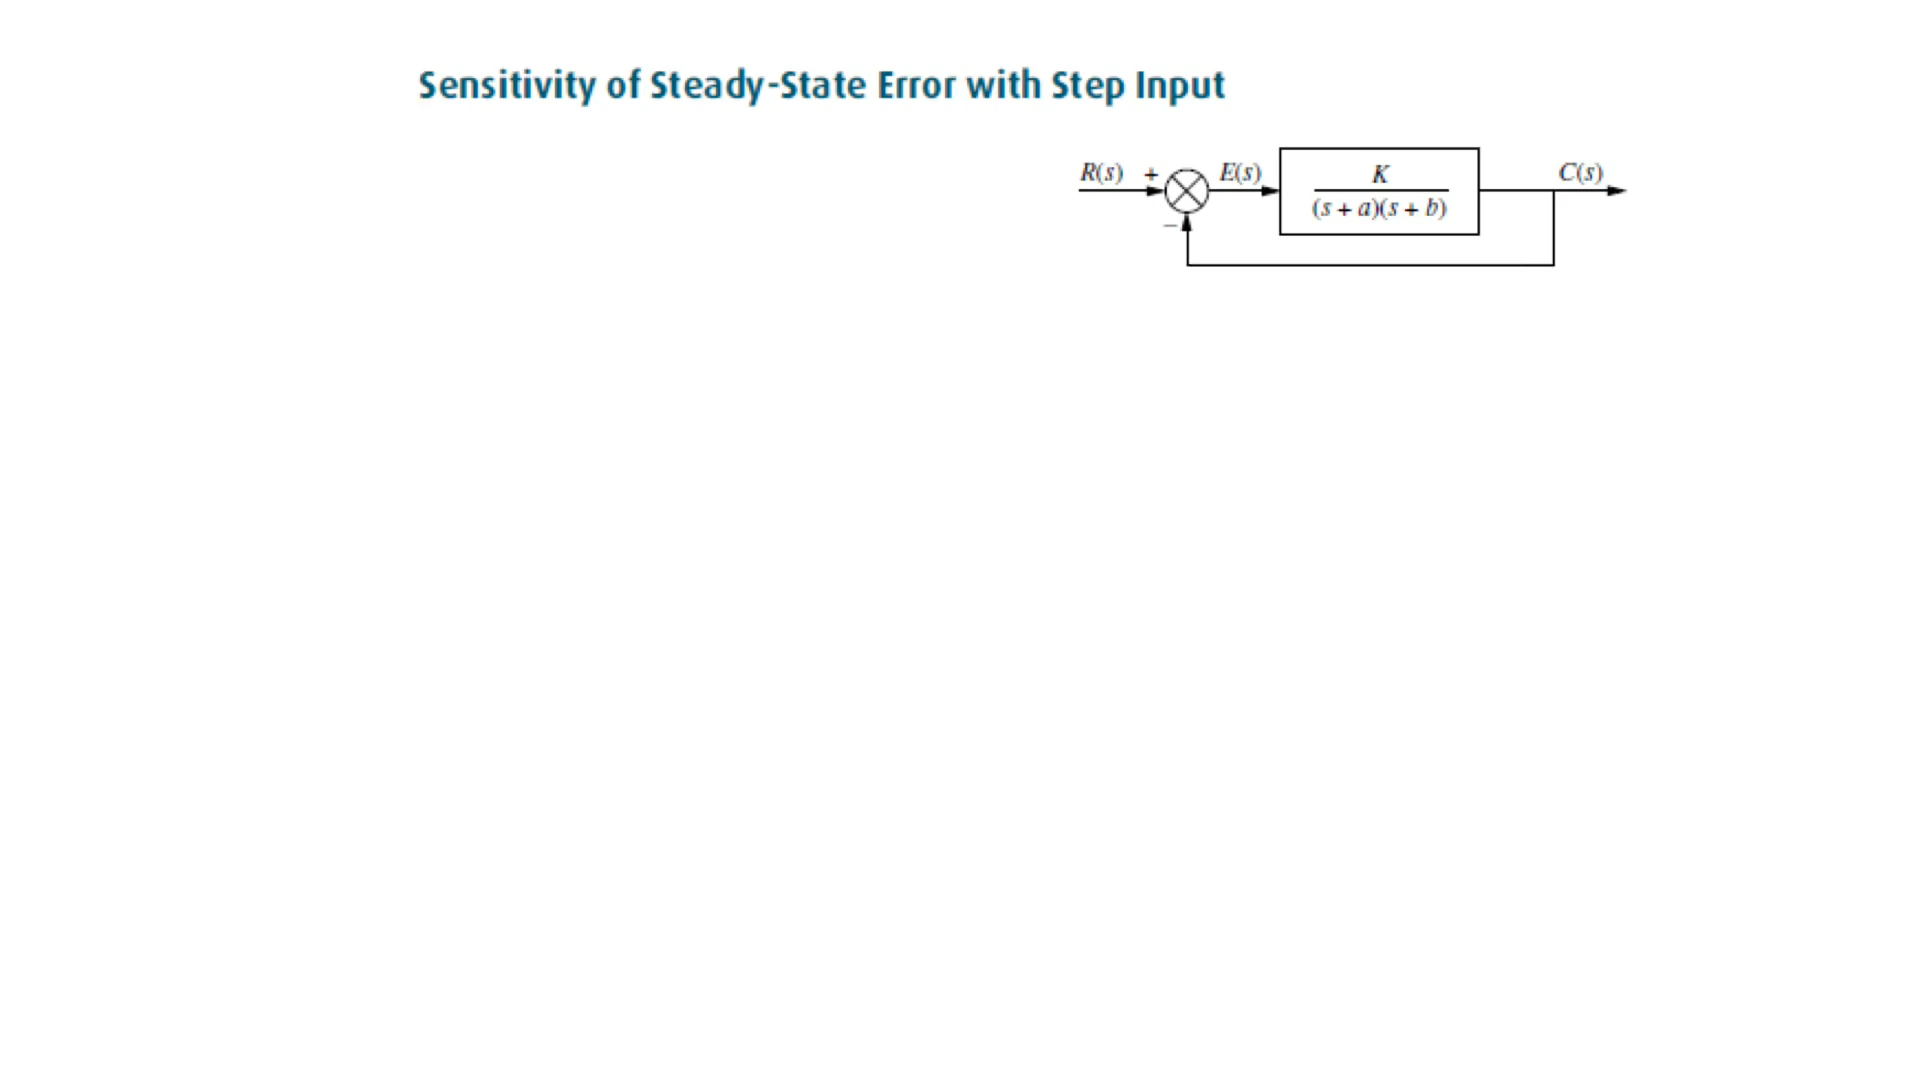 Sensitivity of Steady-State Error with Step Input
R(s) + E(s) K C(s)
(s + a)(s + b)
−